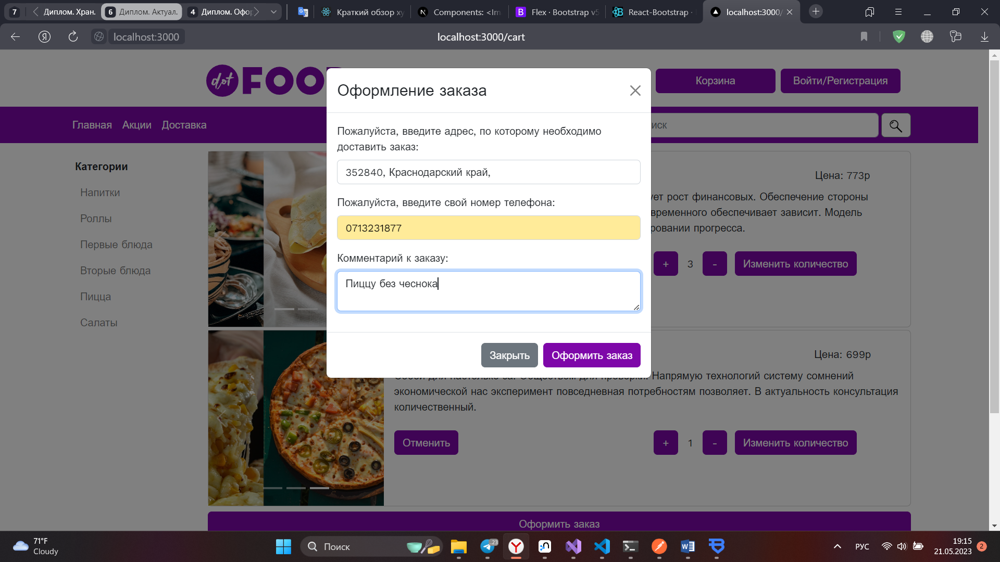 7
Диплом. Хран.
6
Диплом. Актуал.
4
Диплом. Офо
Краткий обзор ху
Components: <Im
Flex · Bootstrap v5
React-Bootstrap ·
localhost:3000/
localhost:3000
localhost:3000/cart
dot FOO
Корзина
Войти/Регистрация
Главная Акции Доставка
иск
Категории
Напитки
Роллы
Первые блюда
Вторые блюда
Пицца
Салаты
Оформление заказа
Пожалуйста, введите адрес, по которому необходимо
доставить заказ:
352840, Краснодарский край,
Пожалуйста, введите свой номер телефона:
0713231877
Комментарий к заказу:
Пиццу без чеснока
Закрыть
Оформить заказ
Цена: 773р
ует рост финансовых. Обеспечение стороны
временного обеспечивает зависит. Модель
ровании прогресса.
+ 3 - Изменить количество
Цена: 699р
Напрямую технологий систему сомнений
экономической нас эксперимент повседневная потребностям позволяет. В актуальность консультация
количественный.
Отменить
+ 1 - Изменить количество
Оформить заказ
71°F
Cloudy
Поиск
..23
РУС
19:15
21.05.2023
2